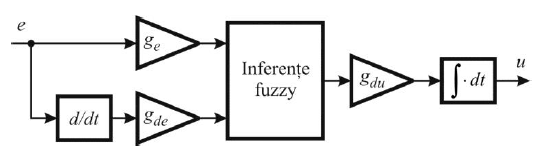 e
g_e
Inferențe
fuzzy
g_du
∫· dt
u
d/dt
g_de